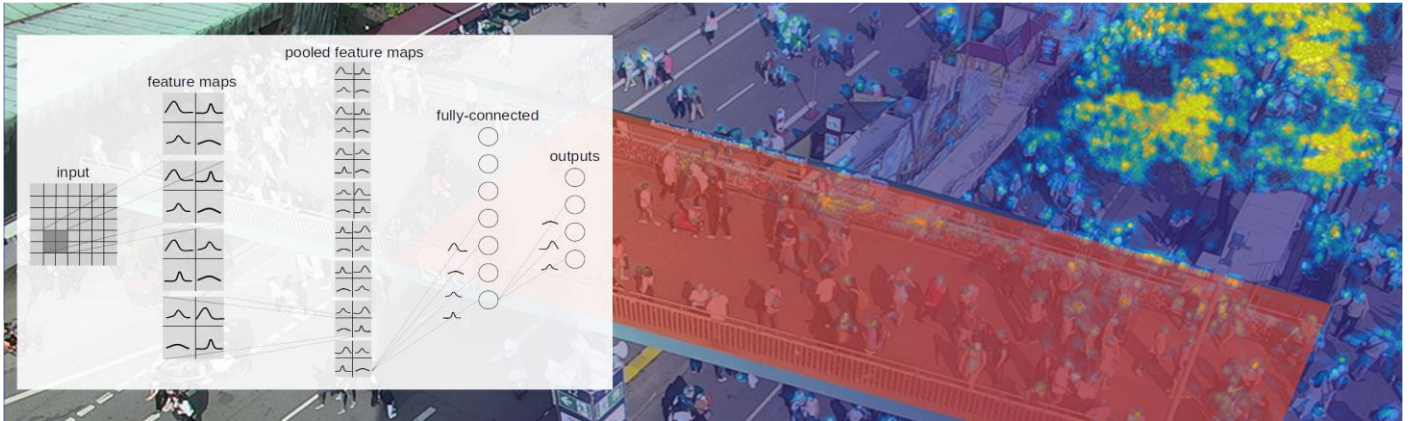 pooled feature maps
feature maps
fully-connected
outputs
input